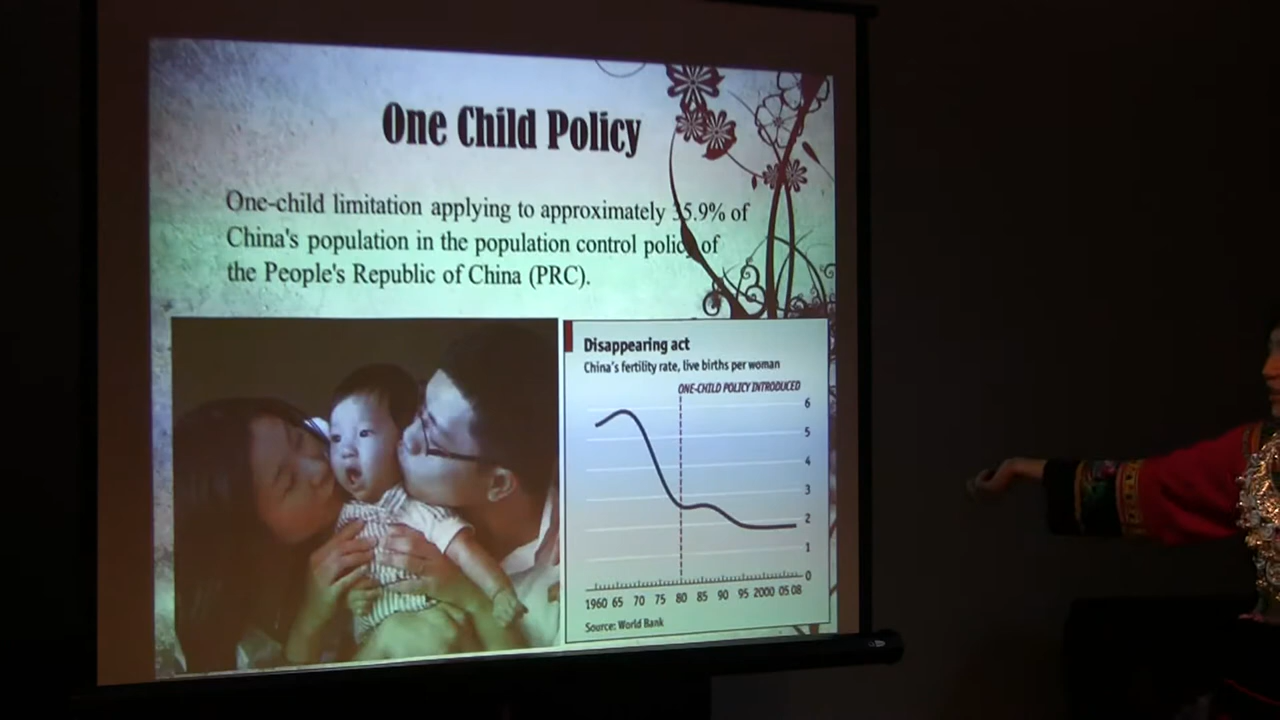 One Child Policy
One-child limitation applying to approximately 35.9% of
China's population in the population control policy of
the People's Republic of China (PRC).
Disappearing act
China's fertility rate, live births per woman
ONE-CHILD POLICY INTRODUCED
6
5
4
3
2
1
0
1960 65 70 75 80 85 90 95 2000 05 08
Source: World Bank